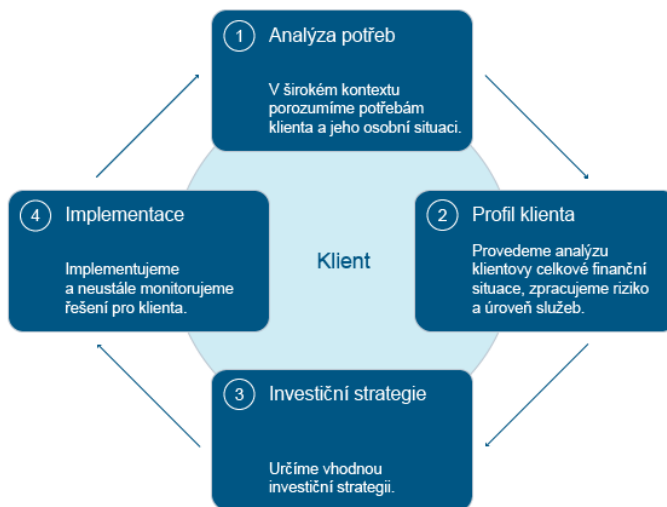 1 Analýza potřeb
V širokém kontextu
porozumíme potřebám
klienta a jeho osobní situaci.
4 Implementace
Implementujeme
a neustále monitorujeme
řešení pro klienta.
Klient
2 Profil klienta
Provedeme analýzu
klientovy celkové finanční
situace, zpracujeme riziko
a úroveň služeb.
3 Investiční strategie
Určíme vhodnou
investiční strategii.